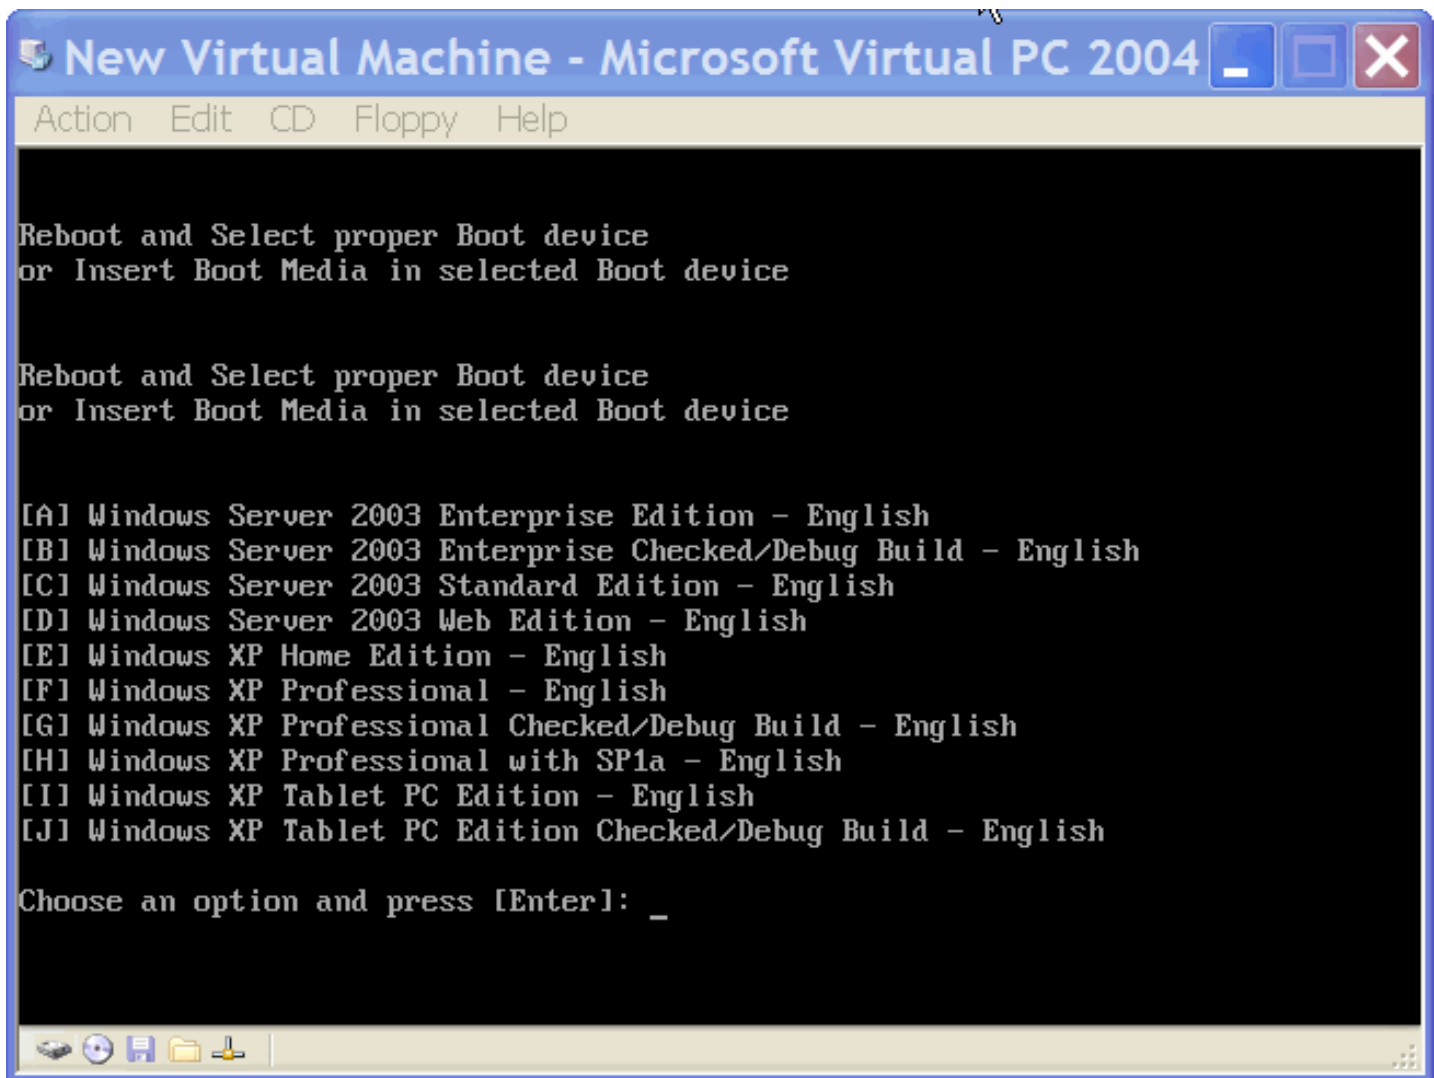 New Virtual Machine - Microsoft Virtual PC 2004
Action Edit CD Floppy Help
Reboot and Select proper Boot device
or Insert Boot Media in selected Boot device
Reboot and Select proper Boot device
or Insert Boot Media in selected Boot device
[A] Windows Server 2003 Enterprise Edition - English
[B] Windows Server 2003 Enterprise Checked/Debug Build - English
[C] Windows Server 2003 Standard Edition - English
[D] Windows Server 2003 Web Edition - English
[E] Windows XP Home Edition - English
[F] Windows XP Professional - English
[G] Windows XP Professional Checked/Debug Build - English
[H] Windows XP Professional with SP1a - English
[I] Windows XP Tablet PC Edition - English
[J] Windows XP Tablet PC Edition Checked/Debug Build - English
Choose an option and press [Enter]: _